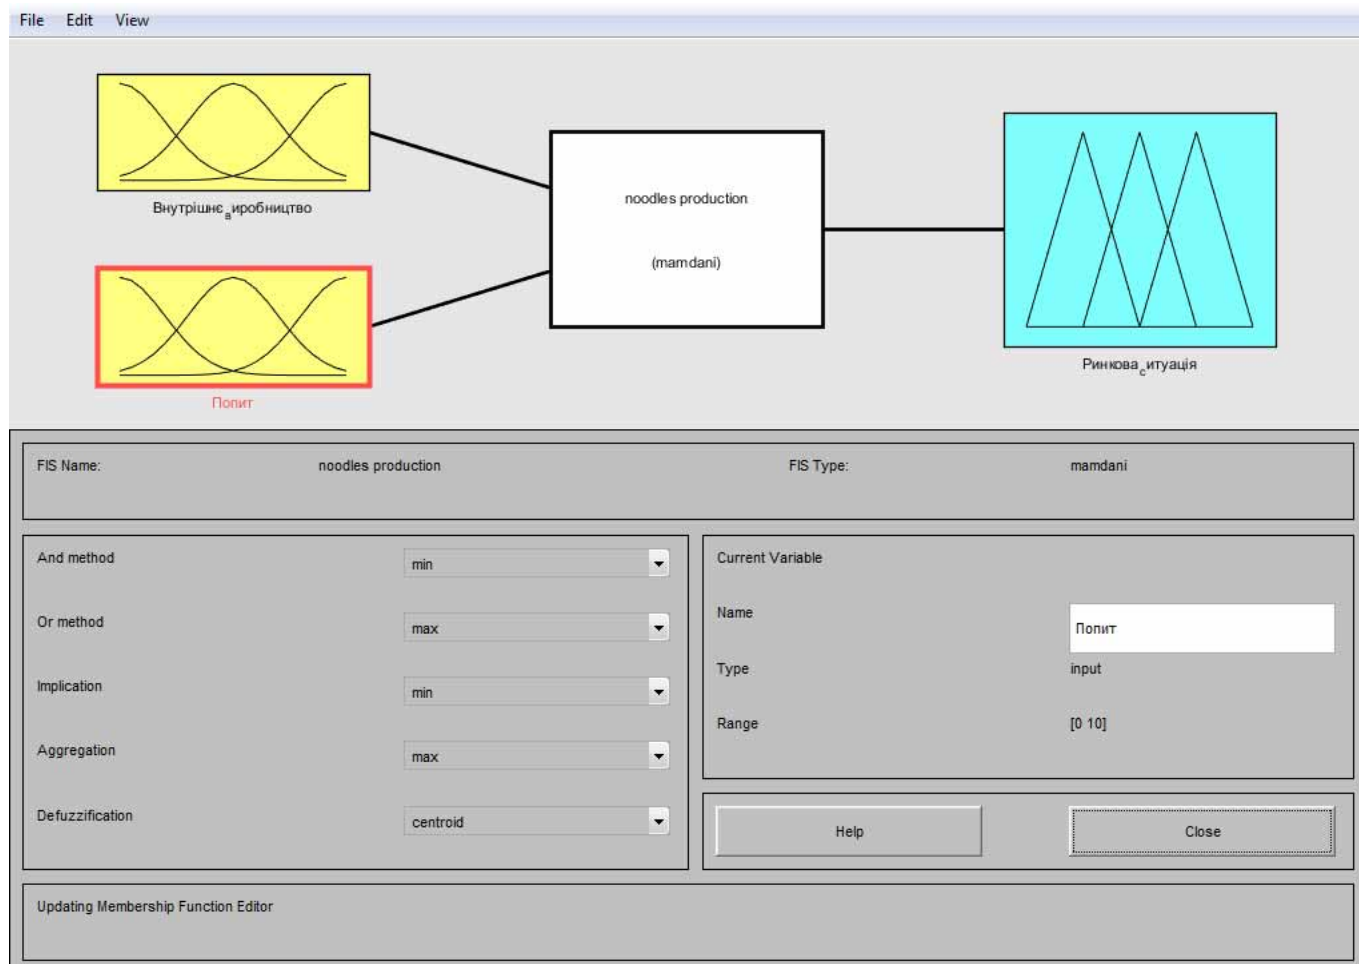 File Edit View
Внутрішнє_виробництво
noodles production
(mamdani)
Ринкова_ситуація
Попит
FIS Name: noodles production FIS Type: mamdani
And method min
Or method max
Implication min
Aggregation max
Defuzzification centroid
Current Variable
Name Попит
Type input
Range [0 10]
Help Close
Updating Membership Function Editor